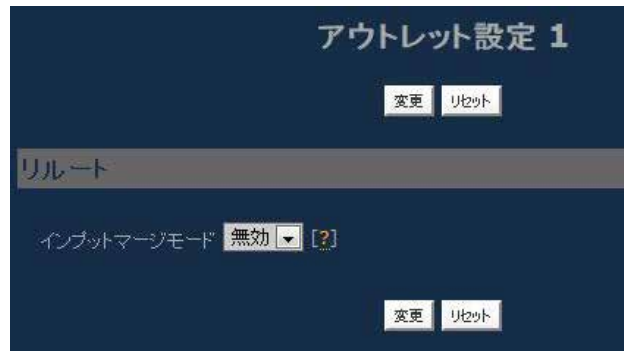 アウトレット設定 1
変更 リセット
リルート
インプットマージモード 無効 [?]
変更 リセット